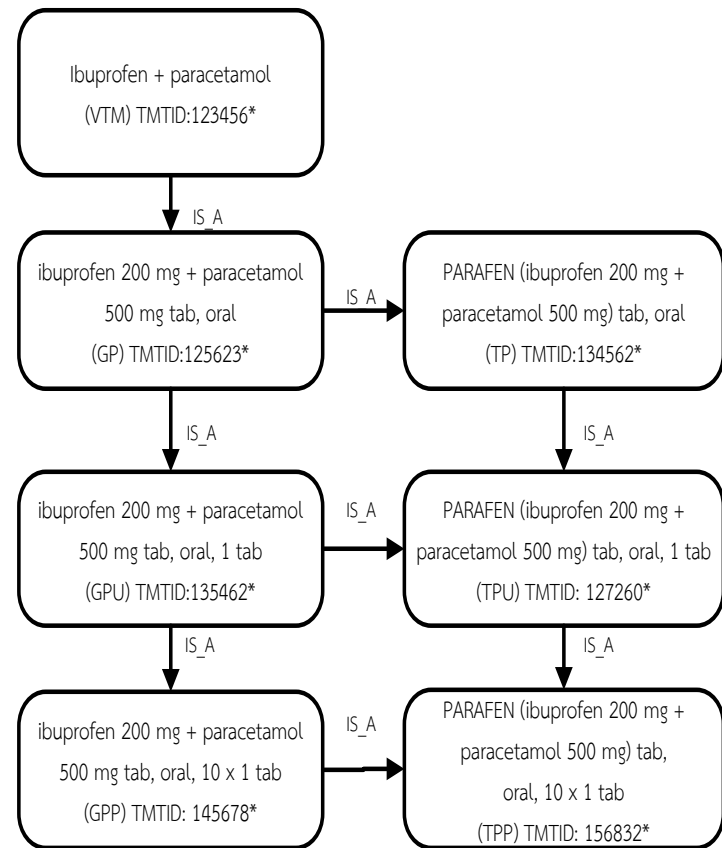 Ibuprofen + paracetamol
(VTM) TMTID:123456*
IS_A
ibuprofen 200 mg + paracetamol
500 mg tab, oral
(GP) TMTID:125623*
IS_A
PARAFEN (ibuprofen 200 mg +
paracetamol 500 mg) tab, oral
(TP) TMTID:134562*
IS_A
IS_A
ibuprofen 200 mg + paracetamol
500 mg tab, oral, 1 tab
(GPU) TMTID:135462*
IS_A
PARAFEN (ibuprofen 200 mg +
paracetamol 500 mg) tab, oral, 1 tab
(TPU) TMTID: 127260*
IS_A
IS_A
ibuprofen 200 mg + paracetamol
500 mg tab, oral, 10 x 1 tab
(GPP) TMTID: 145678*
IS_A
PARAFEN (ibuprofen 200 mg +
paracetamol 500 mg) tab,
oral, 10 x 1 tab
(TPP) TMTID: 156832*